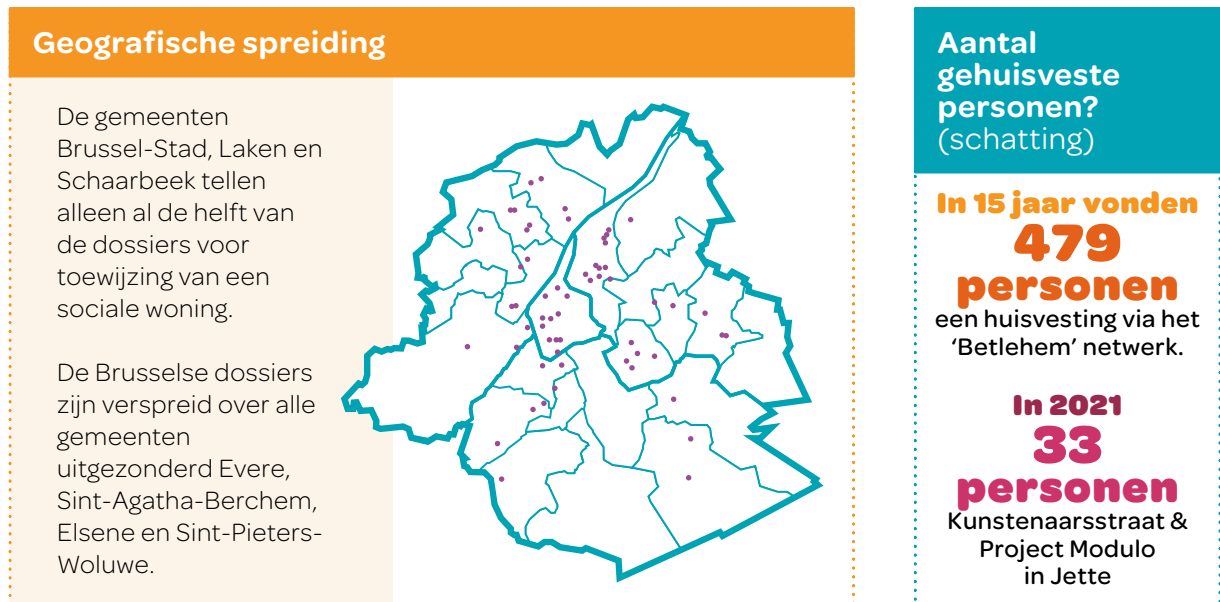 Geografische spreiding
De gemeenten
Brussel-Stad, Laken en
Schaarbeek tellen
alleen al de helft van
de dossiers voor
toewijzing van een
sociale woning.
De Brusselse dossiers
zijn verspreid over alle
gemeenten
uitgezonderd Evere,
Sint-Agatha-Berchem,
Elsene en Sint-Pieters-
Woluwe.
Aantal
gehuisveste
personen?
(schatting)
In 15 jaar vonden
479
personen
een huisvesting via het
‘Betlehem’ netwerk.
In 2021
33
personen
Kunstenaarsstraat &
Project Modulo
in Jette